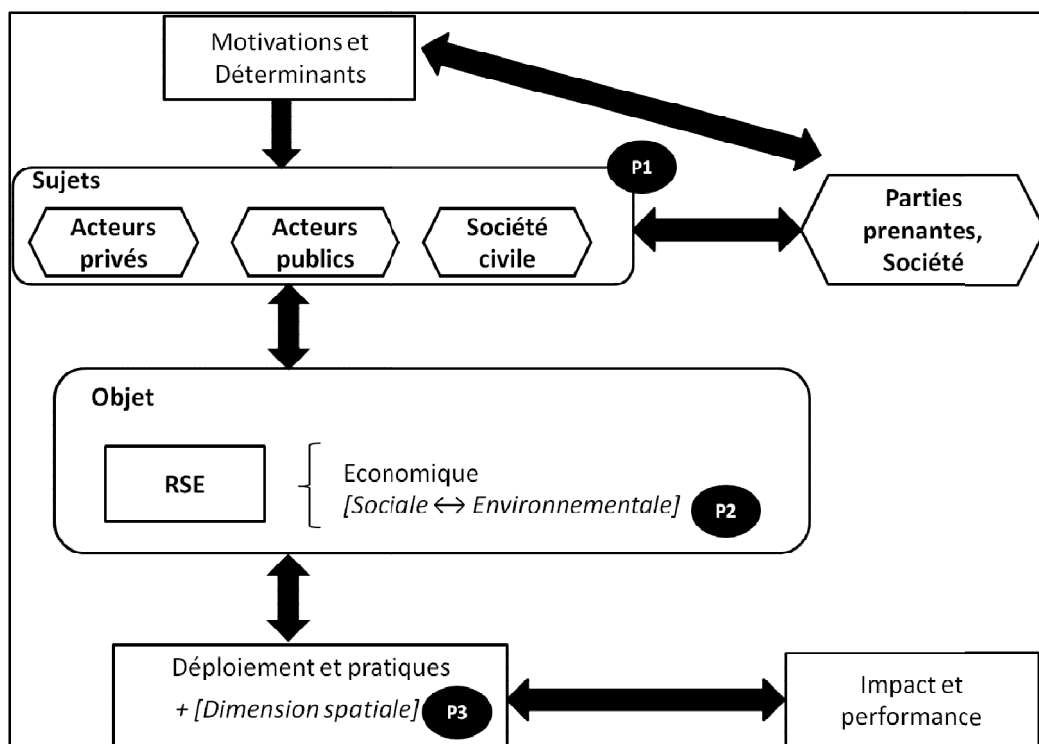 Motivations et
Déterminants
P1
Sujets
Acteurs
privés
Acteurs
publics
Société
civile
Parties
prenantes,
Société
Objet
RSE
Economique
[Sociale ↔ Environnementale]
P2
Déploiement et pratiques
+ [Dimension spatiale]
P3
Impact et
performance